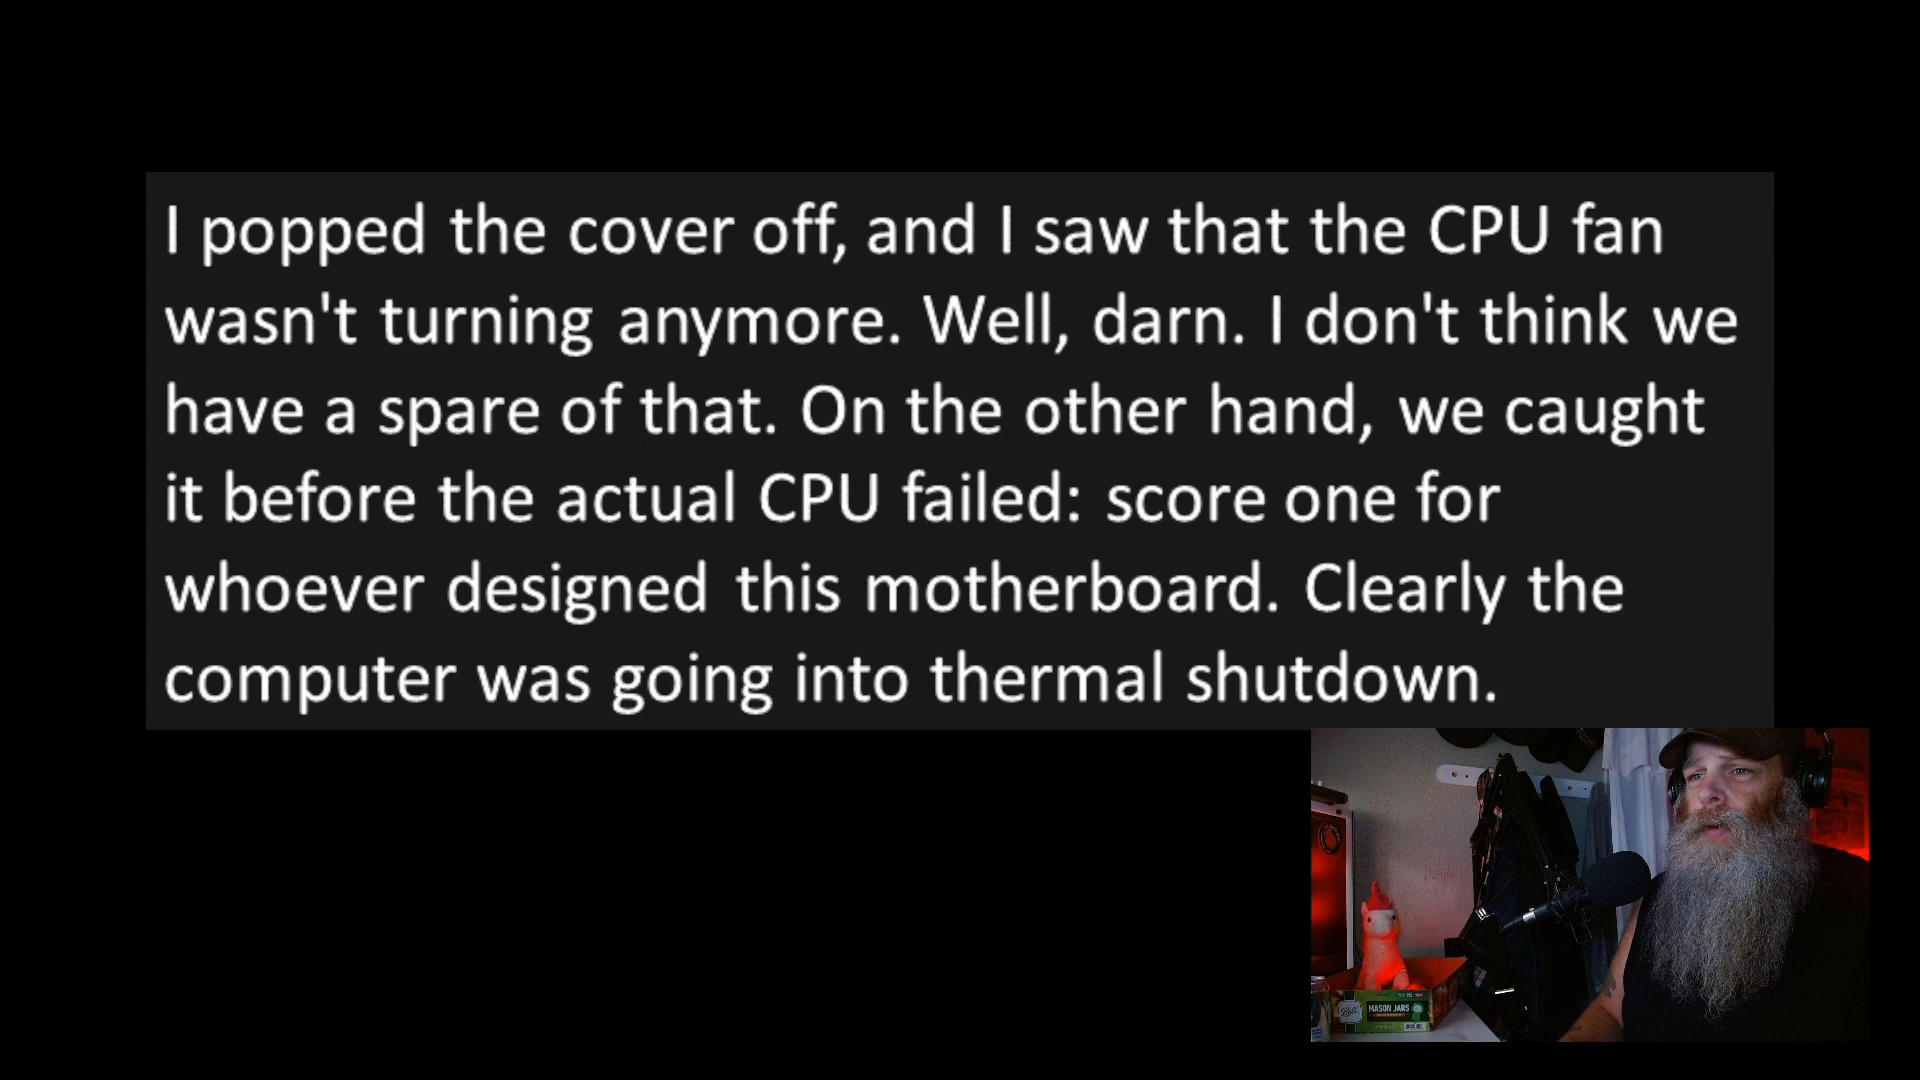 I popped the cover off, and I saw that the CPU fan
wasn't turning anymore. Well, darn. I don't think we
have a spare of that. On the other hand, we caught
it before the actual CPU failed: score one for
whoever designed this motherboard. Clearly the
computer was going into thermal shutdown.
MASON JARS